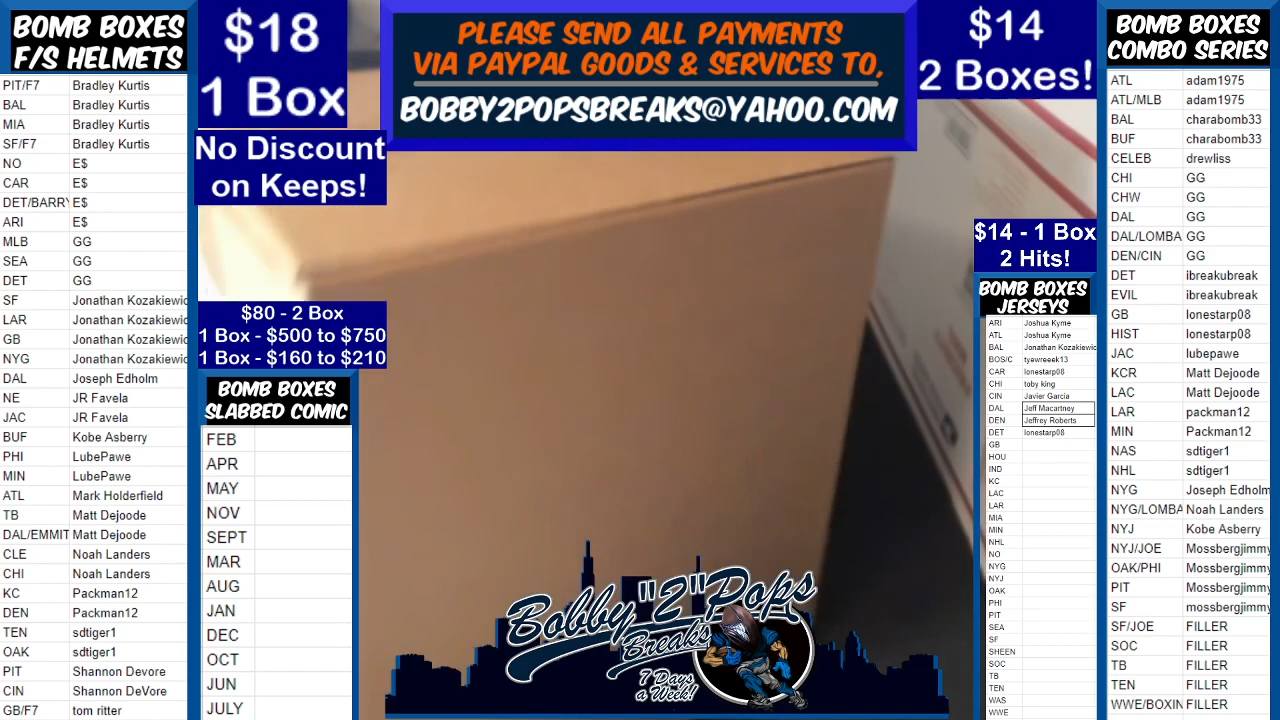 BOMB BOXES
F/S HELMETS
PIT/F7 Bradley Kurtis
BAL Bradley Kurtis
MIA Bradley Kurtis
SF/F7 Bradley Kurtis
NO E$
CAR E$
DET/BARRY E$
ARI E$
MLB GG
SEA GG
DET GG
SF Jonathan Kozakiewic
LAR Jonathan Kozakiewic
GB Jonathan Kozakiewic
NYG Jonathan Kozakiewic
DAL Joseph Edholm
NE JR Favela
JAC JR Favela
BUF Kobe Asberry
PHI LubePawe
MIN LubePawe
ATL Mark Holderfield
TB Matt Dejoode
DAL/EMMIT Matt Dejoode
CLE Noah Landers
CHI Noah Landers
KC Packman12
DEN Packman12
TEN sdtiger1
OAK sdtiger1
PIT Shannon Devore
CIN Shannon DeVore
GB/F7 tom ritter
$18
1 Box
No Discount
on Keeps!
$80 - 2 Box
1 Box - $500 to $750
1 Box - $160 to $210
BOMB BOXES
SLABBED COMIC
FEB
APR
MAY
NOV
SEPT
MAR
AUG
JAN
DEC
OCT
JUN
JULY
PLEASE SEND ALL PAYMENTS
VIA PAYPAL GOODS & SERVICES TO,
BOBBY2POPSBREAKS@YAHOO.COM
Bobby "2" Pops
Breaks
7 Days
a Week!
$14
2 Boxes!
$14 - 1 Box
2 Hits!
BOMB BOXES
JERSEYS
ARI Joshua Kyme
ATL Joshua Kyme
BAL Jonathan Kozakiewic
BOS/C tyewreeek13
CAR lonestarp08
CHI toby king
CIN Javier Garcia
DAL Jeff Macartney
DEN Jeffrey Roberts
DET lonestarp08
GB
HOU
IND
KC
LAC
LAR
MIA
MIN
NHL
NO
NYG
NYJ
OAK
PHI
PIT
SEA
SF
SHEEN
SOC
TB
TEN
WAS
WWE
BOMB BOXES
COMBO SERIES
ATL adam1975
ATL/MLB adam1975
BAL charabomb33
BUF charabomb33
CELEB drewliss
CHI GG
CHW GG
DAL GG
DAL/LOMBA GG
DEN/CIN GG
DET ibreakubreak
EVIL ibreakubreak
GB lonestarp08
HIST lonestarp08
JAC lubepawe
KCR Matt Dejoode
LAC Matt Dejoode
LAR packman12
MIN Packman12
NAS sdtiger1
NHL sdtiger1
NYG Joseph Edholm
NYG/LOMBA Noah Landers
NYJ Kobe Asberry
NYJ/JOE Mossbergjimmy
OAK/PHI Mossbergjimmy
PIT Mossbergjimmy
SF mossbergjimmy
SF/JOE FILLER
SOC FILLER
TB FILLER
TEN FILLER
WWE/BOXIN FILLER